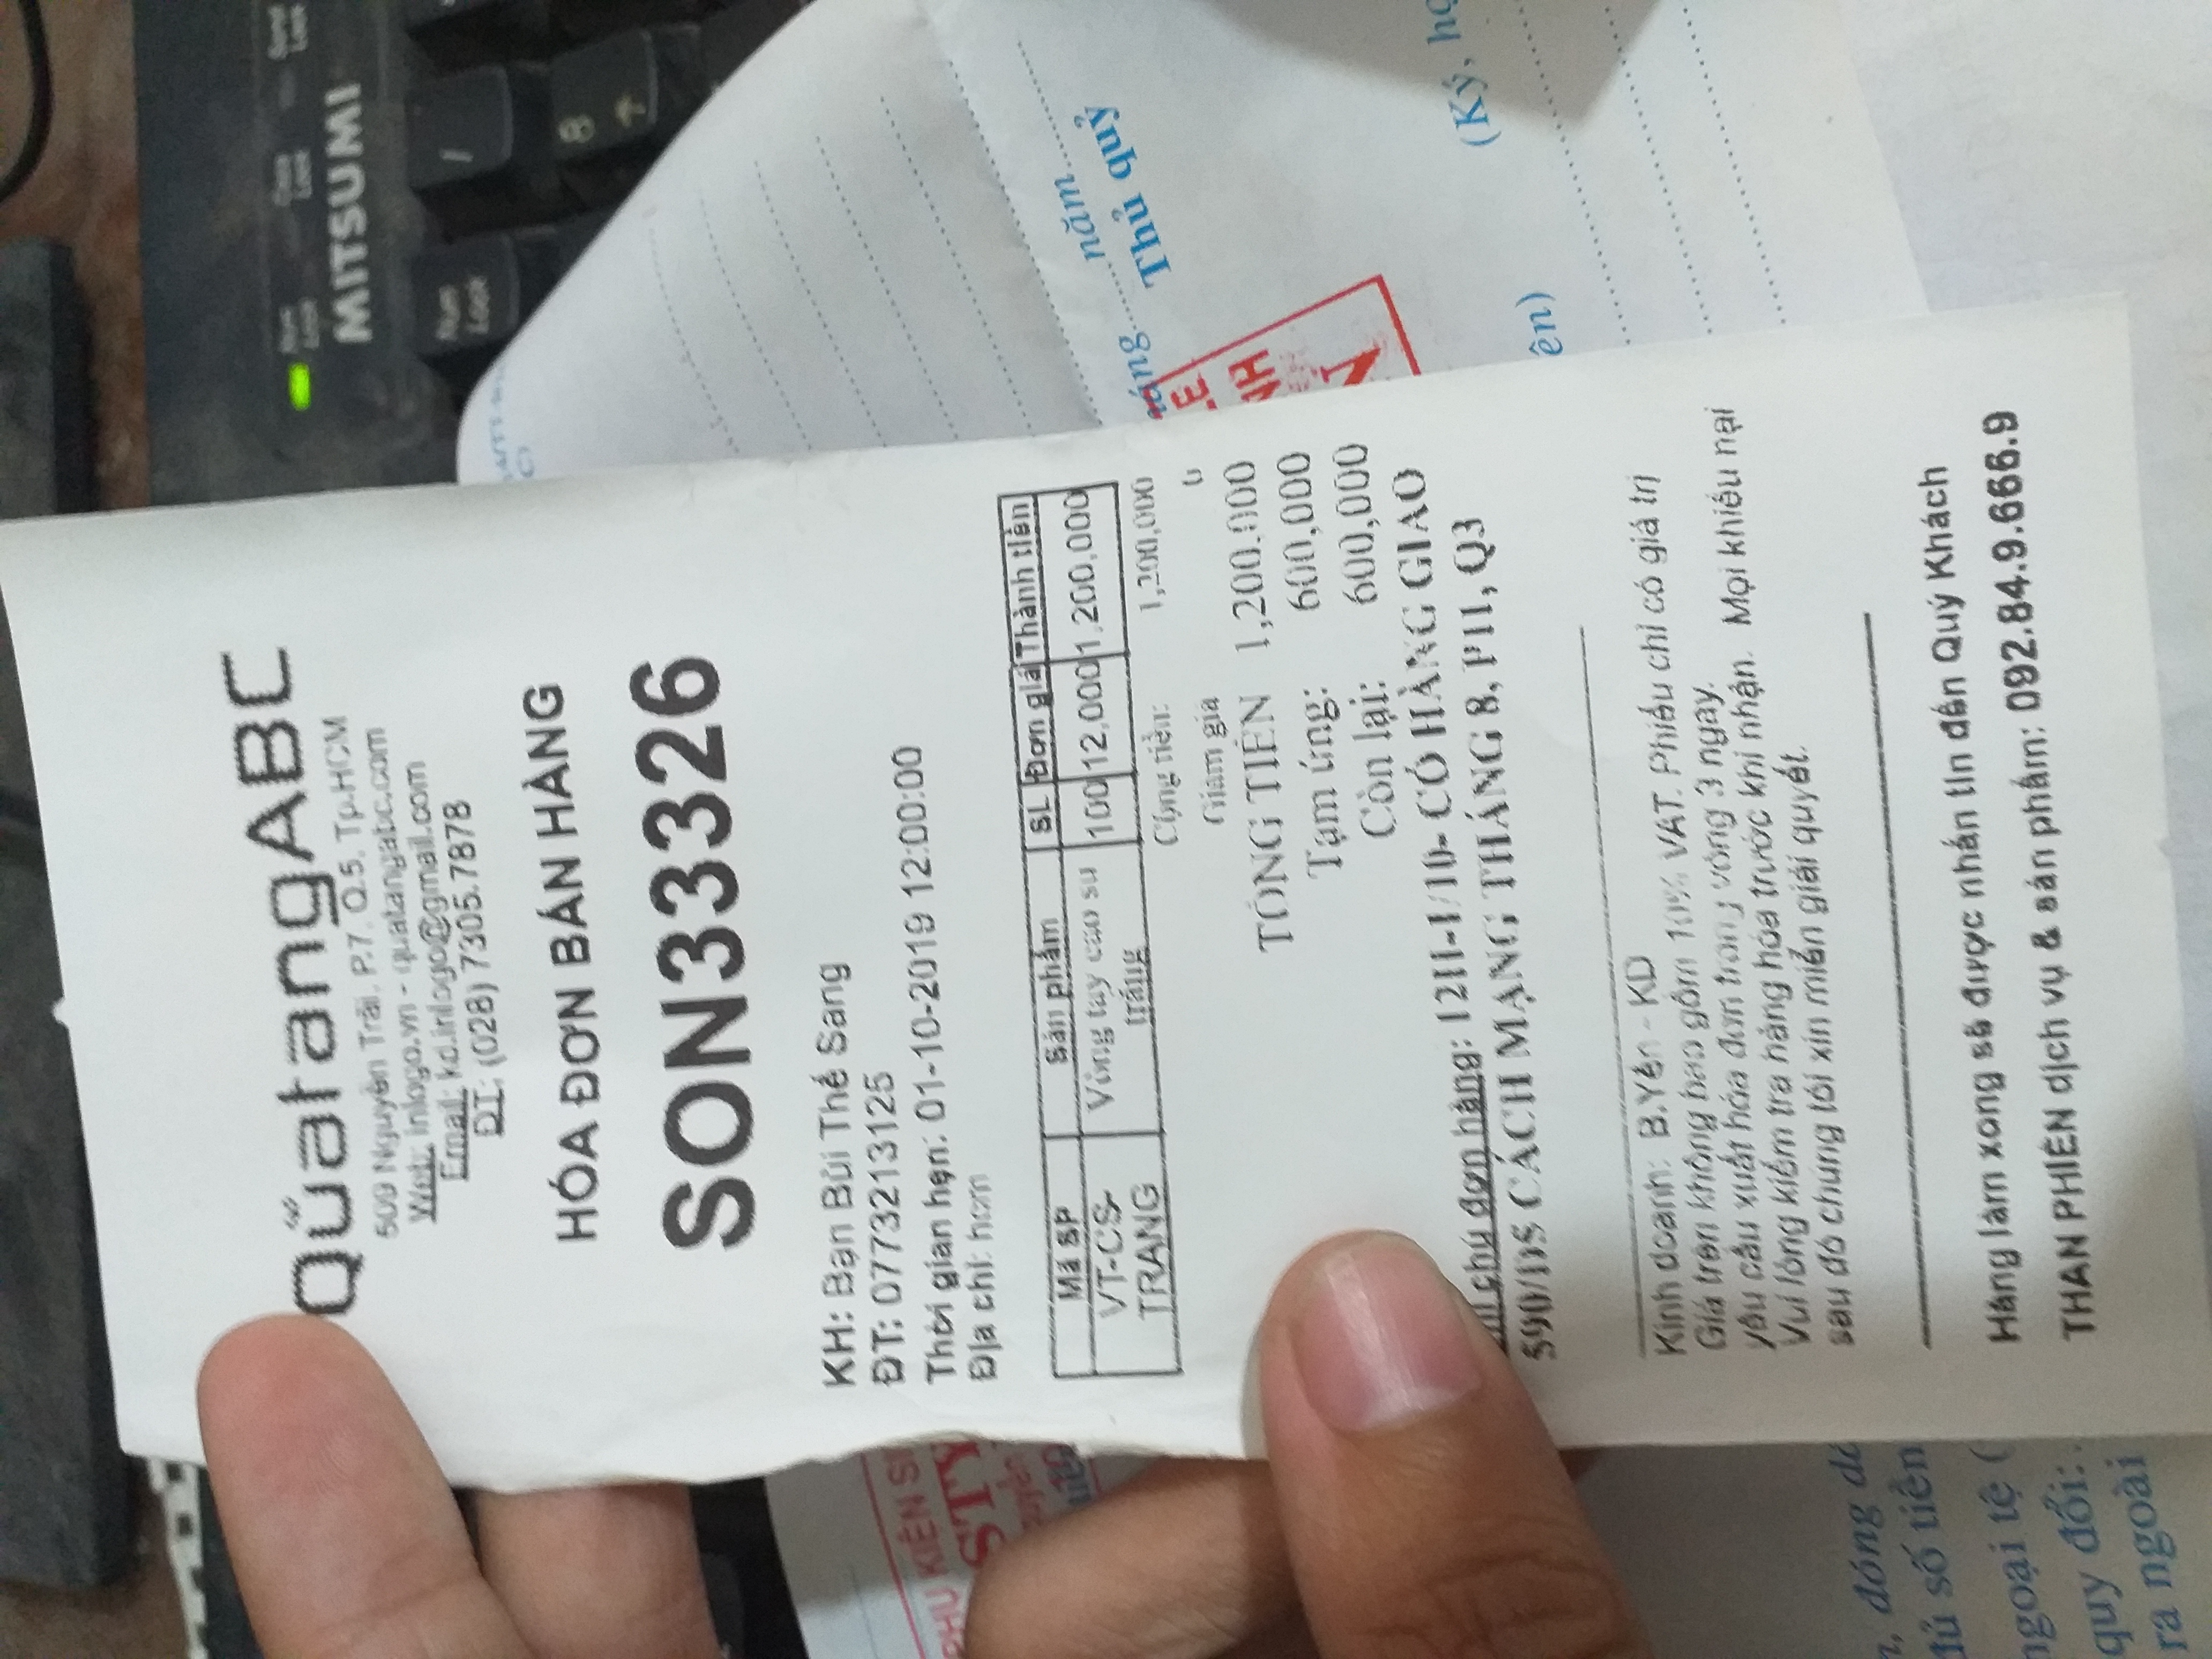 QuatangABC
509 Nguyễn Trãi, P.7, Q.5, Tp.HCM
Web: inlogo.vn - quatangabc.com
Email: kd.inlogo@gmail.com
ĐT: (028) 7305.7878
HÓA ĐƠN BÁN HÀNG
SON33326
KH: Bạn Bùi Thế Sang
ĐT: 0773213125
Thời gian hẹn: 01-10-2019 12:00:00
Địa chỉ: hcm
Mã SP Sản phẩm SL Đơn giá Thành tiền
VT-CS-TRANG Vòng tay cao su trắng 100 12,000 1,200,000
Cộng tiền: 1,200,000
Giảm giá 0
TỔNG TIỀN 1,200,000
Tạm ứng: 600,000
Còn lại: 600,000
chú đơn hàng: 12H-1/10- CÓ HÀNG GIAO
590/D5 CÁCH MẠNG THÁNG 8, P11, Q3
Kinh doanh: B.Yến - KD
Giá trên không bao gồm 10% VAT. Phiếu chỉ có giá trị
yêu cầu xuất hóa đơn trong vòng 3 ngày.
Vui lòng kiểm tra hàng hóa trước khi nhận. Mọi khiếu nại
sau đó chúng tôi xin miễn giải quyết.
Hàng làm xong sẽ được nhắn tin đến Quý Khách
THAN PHIỀN dịch vụ & sản phẩm: 092.84.9.666.9
MITSUMI
Num Lock
/
8
năm
Thủ quỹ
(Ký, họ
ên)
PHỤ KIỆN SI
STY
đóng dấ
đủ số tiền
ngoại tệ (
quy đổi:
ra ngoài